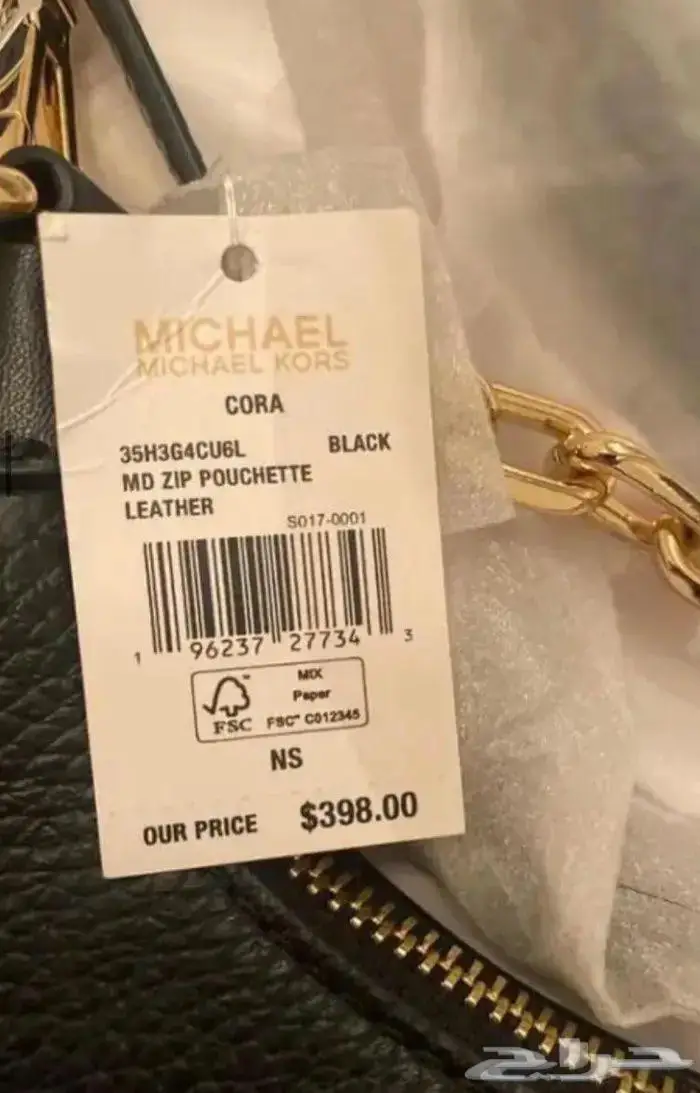 MICHAEL
MICHAEL KORS
CORA
35H3G4CU6L BLACK
MD ZIP POUCHETTE
LEATHER
S017-0001
1 96237 27734 3
FSC
MIX
Paper
FSC™ C012345
NS
OUR PRICE $398.00
حراج